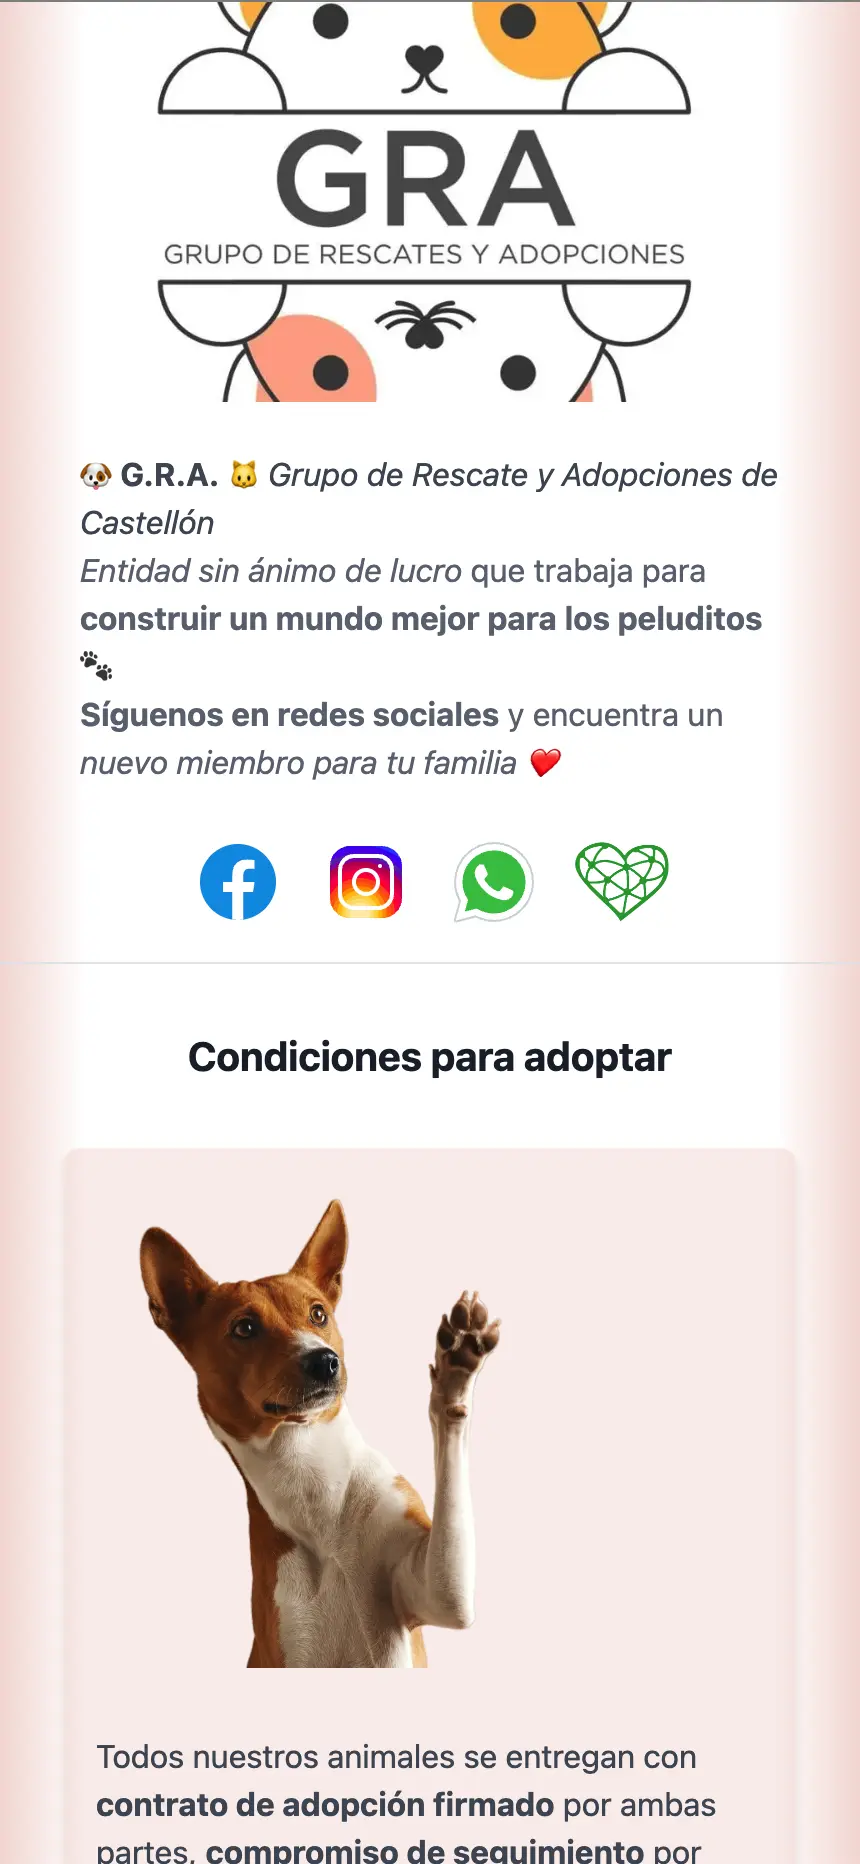 GRA
GRUPO DE RESCATES Y ADOPCIONES
🐶 G.R.A. 🐱 Grupo de Rescate y Adopciones de
Castellón
Entidad sin ánimo de lucro que trabaja para
construir un mundo mejor para los peluditos
🐾
Síguenos en redes sociales y encuentra un
nuevo miembro para tu familia ❤️
Condiciones para adoptar
Todos nuestros animales se entregan con
contrato de adopción firmado por ambas
partes, compromiso de seguimiento por